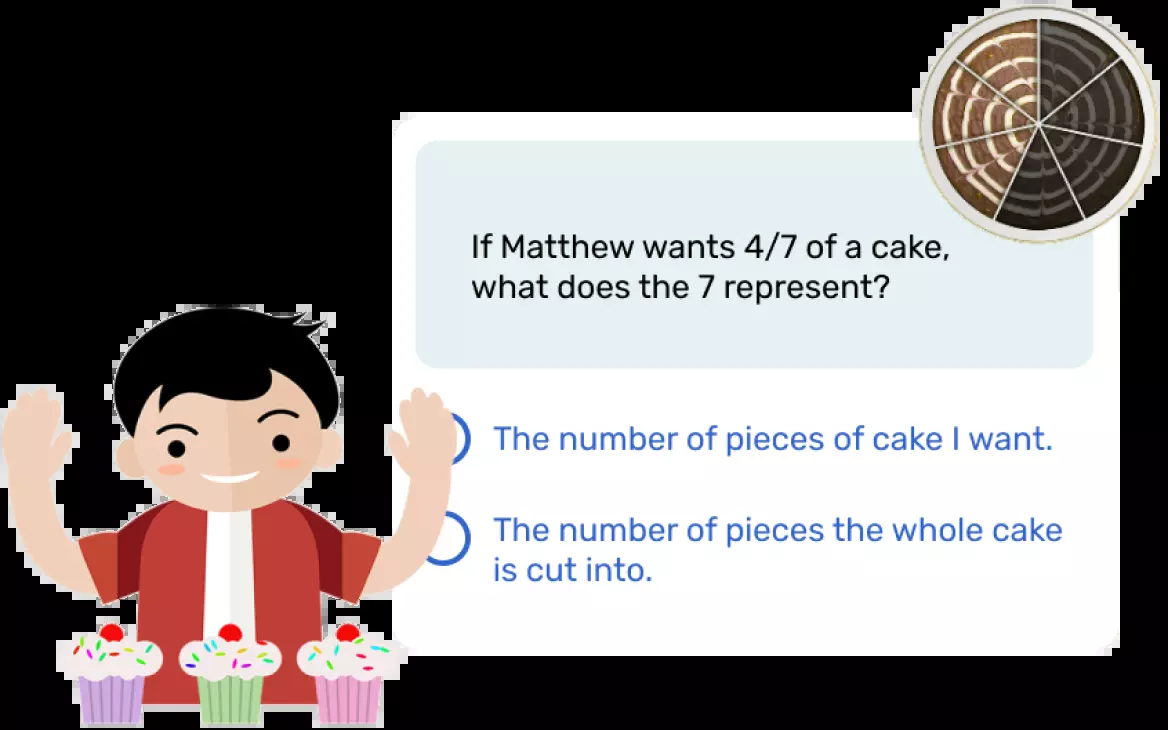 If Matthew wants 4/7 of a cake,
what does the 7 represent?
The number of pieces of cake I want.
The number of pieces the whole cake
is cut into.